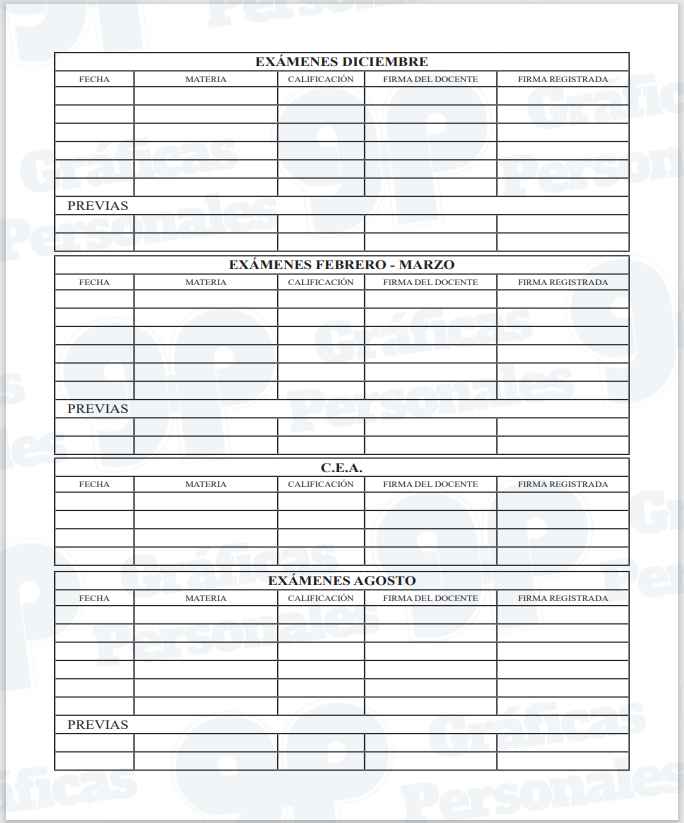 EXÁMENES DICIEMBRE
FECHA MATERIA CALIFICACIÓN FIRMA DEL DOCENTE FIRMA REGISTRADA
PREVIAS
EXÁMENES FEBRERO - MARZO
FECHA MATERIA CALIFICACIÓN FIRMA DEL DOCENTE FIRMA REGISTRADA
PREVIAS
C.E.A.
FECHA MATERIA CALIFICACIÓN FIRMA DEL DOCENTE FIRMA REGISTRADA
EXÁMENES AGOSTO
FECHA MATERIA CALIFICACIÓN FIRMA DEL DOCENTE FIRMA REGISTRADA
PREVIAS
gp Gráficas
Personales